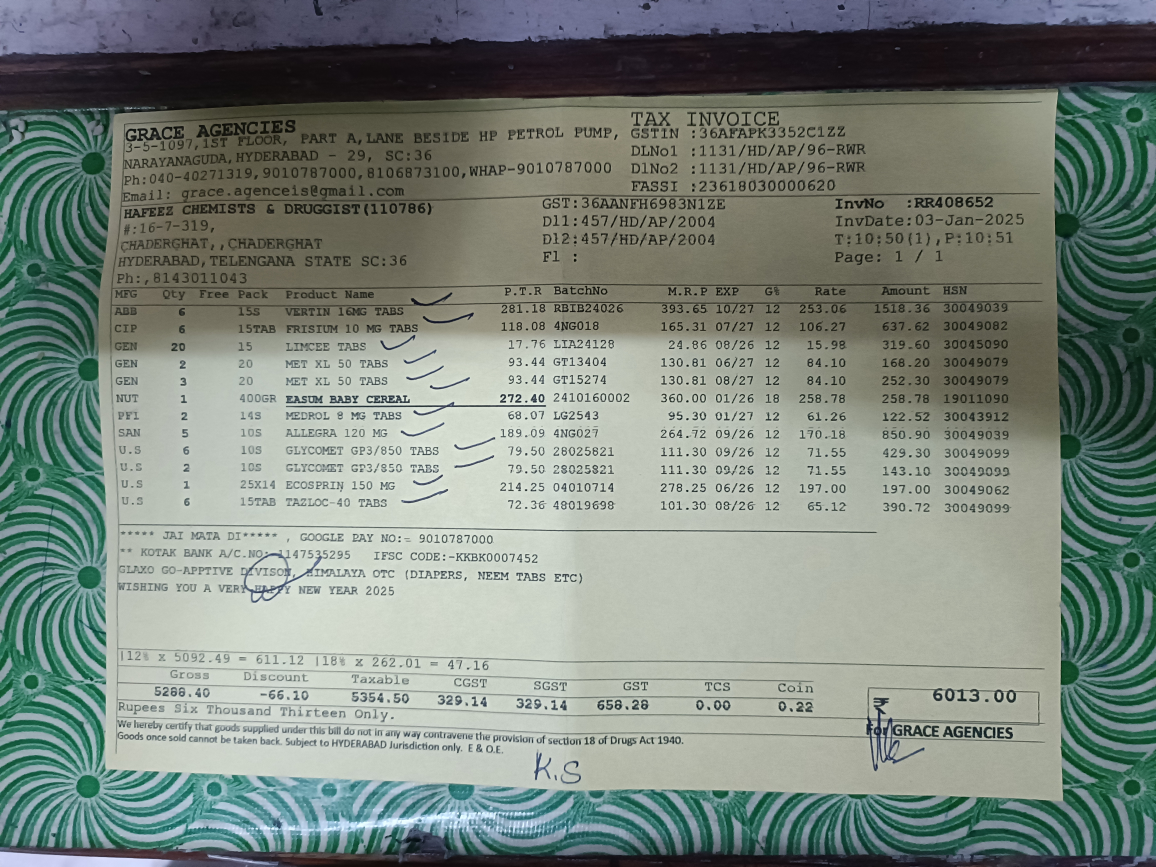 GRACE AGENCIES TAX INVOICE
3-5-1097,1ST FLOOR, PART A,LANE BESIDE HP PETROL PUMP, GSTIN :36AFAPK3352C1ZZ
NARAYANAGUDA,HYDERABAD - 29, SC:36 DLNo1 :1131/HD/AP/96-RWR
Ph:040-40271319,9010787000,8106873100,WHAP-9010787000 DlNo2 :1131/HD/AP/96-RWR
Email: grace.agenceis@gmail.com FASSI :23618030000620
HAFEEZ CHEMISTS & DRUGGIST(110786) GST:36AANFH6983N1ZE InvNo :RR408652
#:16-7-319, Dl1:457/HD/AP/2004 InvDate:03-Jan-2025
CHADERGHAT,,CHADERGHAT Dl2:457/HD/AP/2004 T:10:50(1),P:10:51
HYDERABAD,TELENGANA STATE SC:36 Fl : Page: 1 / 1
Ph:,8143011043
MFG Qty Free Pack Product Name P.T.R BatchNo M.R.P EXP G% Rate Amount HSN
ABB 6 15S VERTIN 16MG TABS 281.18 RBIB24026 393.65 10/27 12 253.06 1518.36 30049039
CIP 6 15TAB FRISIUM 10 MG TABS 118.08 4NG018 165.31 07/27 12 106.27 637.62 30049082
GEN 20 15 LIMCEE TABS 17.76 LIA24128 24.86 08/26 12 15.98 319.60 30045090
GEN 2 20 MET XL 50 TABS 93.44 GT13404 130.81 06/27 12 84.10 168.20 30049079
GEN 3 20 MET XL 50 TABS 93.44 GT15274 130.81 08/27 12 84.10 252.30 30049079
NUT 1 400GR EASUM BABY CEREAL 272.40 2410160002 360.00 01/26 18 258.78 258.78 19011090
PFI 2 14S MEDROL 8 MG TABS 68.07 LG2543 95.30 01/27 12 61.26 122.52 30043912
SAN 5 10S ALLEGRA 120 MG 189.09 4NG027 264.72 09/26 12 170.18 850.90 30049039
U.S 6 10S GLYCOMET GP3/850 TABS 79.50 28025821 111.30 09/26 12 71.55 429.30 30049099
U.S 2 10S GLYCOMET GP3/850 TABS 79.50 28025821 111.30 09/26 12 71.55 143.10 30049099
U.S 1 25X14 ECOSPRIN 150 MG 214.25 04010714 278.25 06/26 12 197.00 197.00 30049062
U.S 6 15TAB TAZLOC-40 TABS 72.36 48019698 101.30 08/26 12 65.12 390.72 30049099
***** JAI MATA DI***** , GOOGLE PAY NO:= 9010787000
** KOTAK BANK A/C.NO: 1147535295 IFSC CODE:-KKBK0007452
GLAXO GO-APPTIVE DIVISON, HIMALAYA OTC (DIAPERS, NEEM TABS ETC)
WISHING YOU A VERY HAPPY NEW YEAR 2025
|12% x 5092.49 = 611.12 |18% x 262.01 = 47.16
Gross Discount Taxable CGST SGST GST TCS Coin
5288.40 -66.10 5354.50 329.14 329.14 658.28 0.00 0.22 ₹ 6013.00
Rupees Six Thousand Thirteen Only.
We hereby certify that goods supplied under this bill do not in any way contravene the provision of section 18 of Drugs Act 1940.
For GRACE AGENCIES
Goods once sold cannot be taken back. Subject to HYDERABAD Jurisdiction only. E & O.E.
K.S